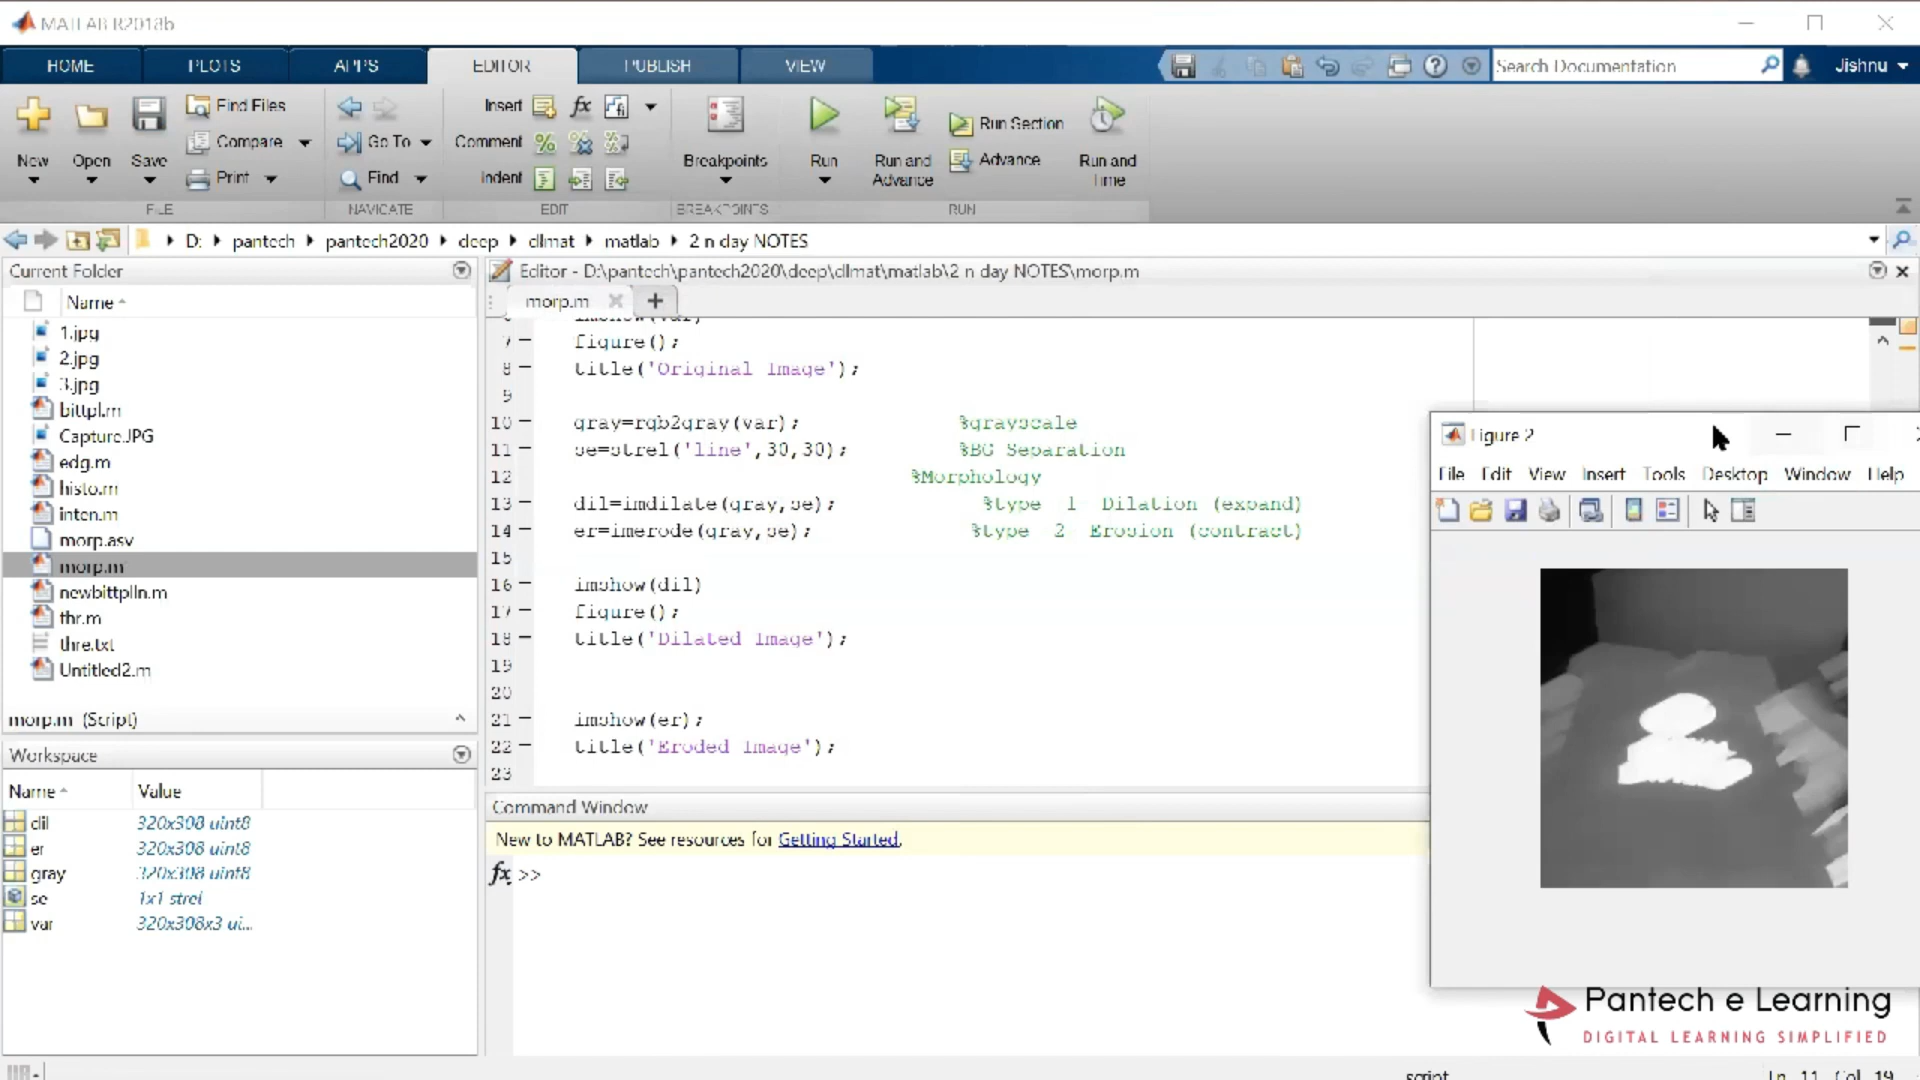 MATLAB R2018b
HOME PLOTS APPS EDITOR PUBLISH VIEW Search Documentation Jishnu
New Open Save Find Files Compare Print
Go To Find
Insert Comment Indent
Breakpoints
Run Run and Advance Run Section Advance Run and Time
FILE NAVIGATE EDIT BREAKPOINTS RUN
D: pantech pantech2020 deep dlmat matlab 2 n day NOTES
Current Folder
Name
1.jpg
2.jpg
3.jpg
bittpl.m
Capture.JPG
edg.m
histo.m
inten.m
morp.asv
morp.m
newbittplln.m
thr.m
thre.txt
Untitled2.m
morp.m (Script)
Workspace
Name Value
dil 320x308 uint8
er 320x308 uint8
gray 320x308 uint8
se 1x1 strel
var 320x308x3 ui...
Editor - D:\pantech\pantech2020\deep\dlmat\matlab\2 n day NOTES\morp.m
morp.m
imshow(var)
7 figure();
8 title('Original Image');
9
10 gray=rgb2gray(var); %grayscale
11 se=strel('line',30,30); %BG Separation
12 %Morphology
13 dil=imdilate(gray,se); %type 1 Dilation (expand)
14 er=imerode(gray,se); %type 2 Erosion (contract)
15
16 imshow(dil)
17 figure();
18 title('Dilated Image');
19
20
21 imshow(er);
22 title('Eroded Image');
23
Command Window
New to MATLAB? See resources for Getting Started.
fx >>
Figure 2
File Edit View Insert Tools Desktop Window Help
Pantech e Learning
DIGITAL LEARNING SIMPLIFIED
script Ln 11 Col 19